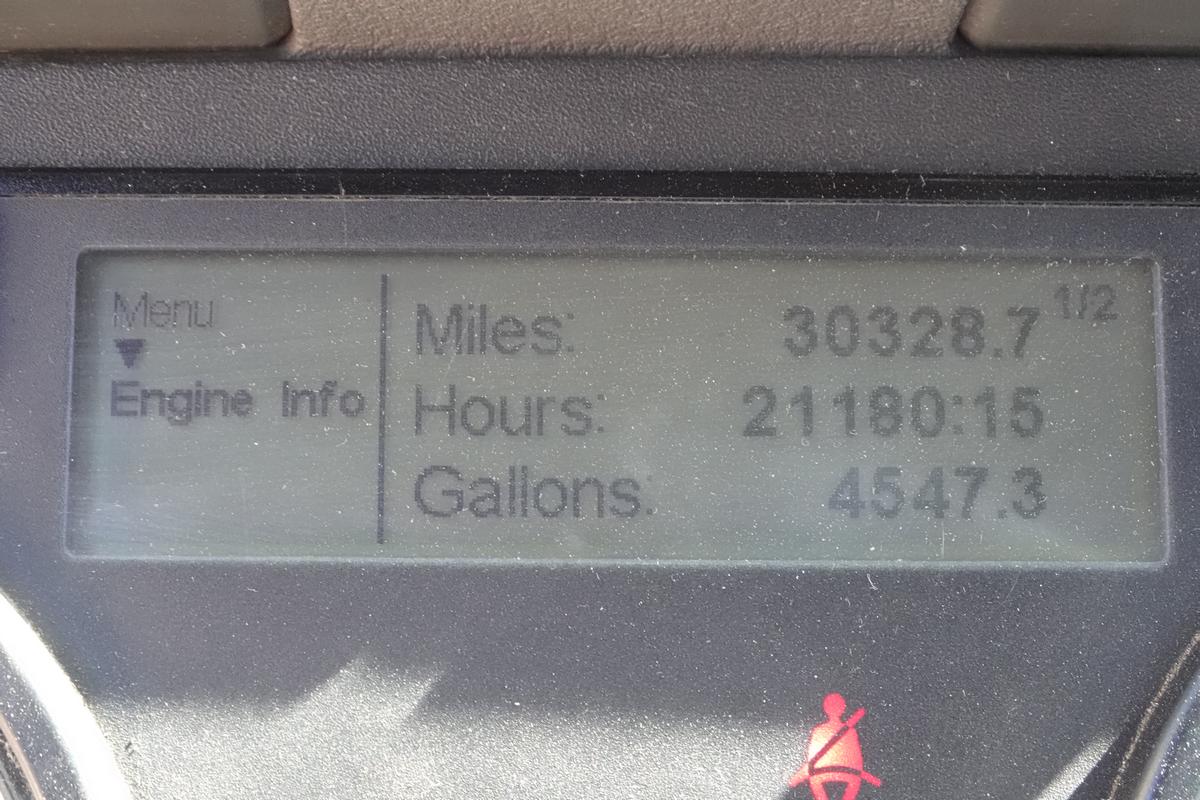 Menu
Engine Info
Miles: 30328.7 1/2
Hours: 21180:15
Gallons: 4547.3